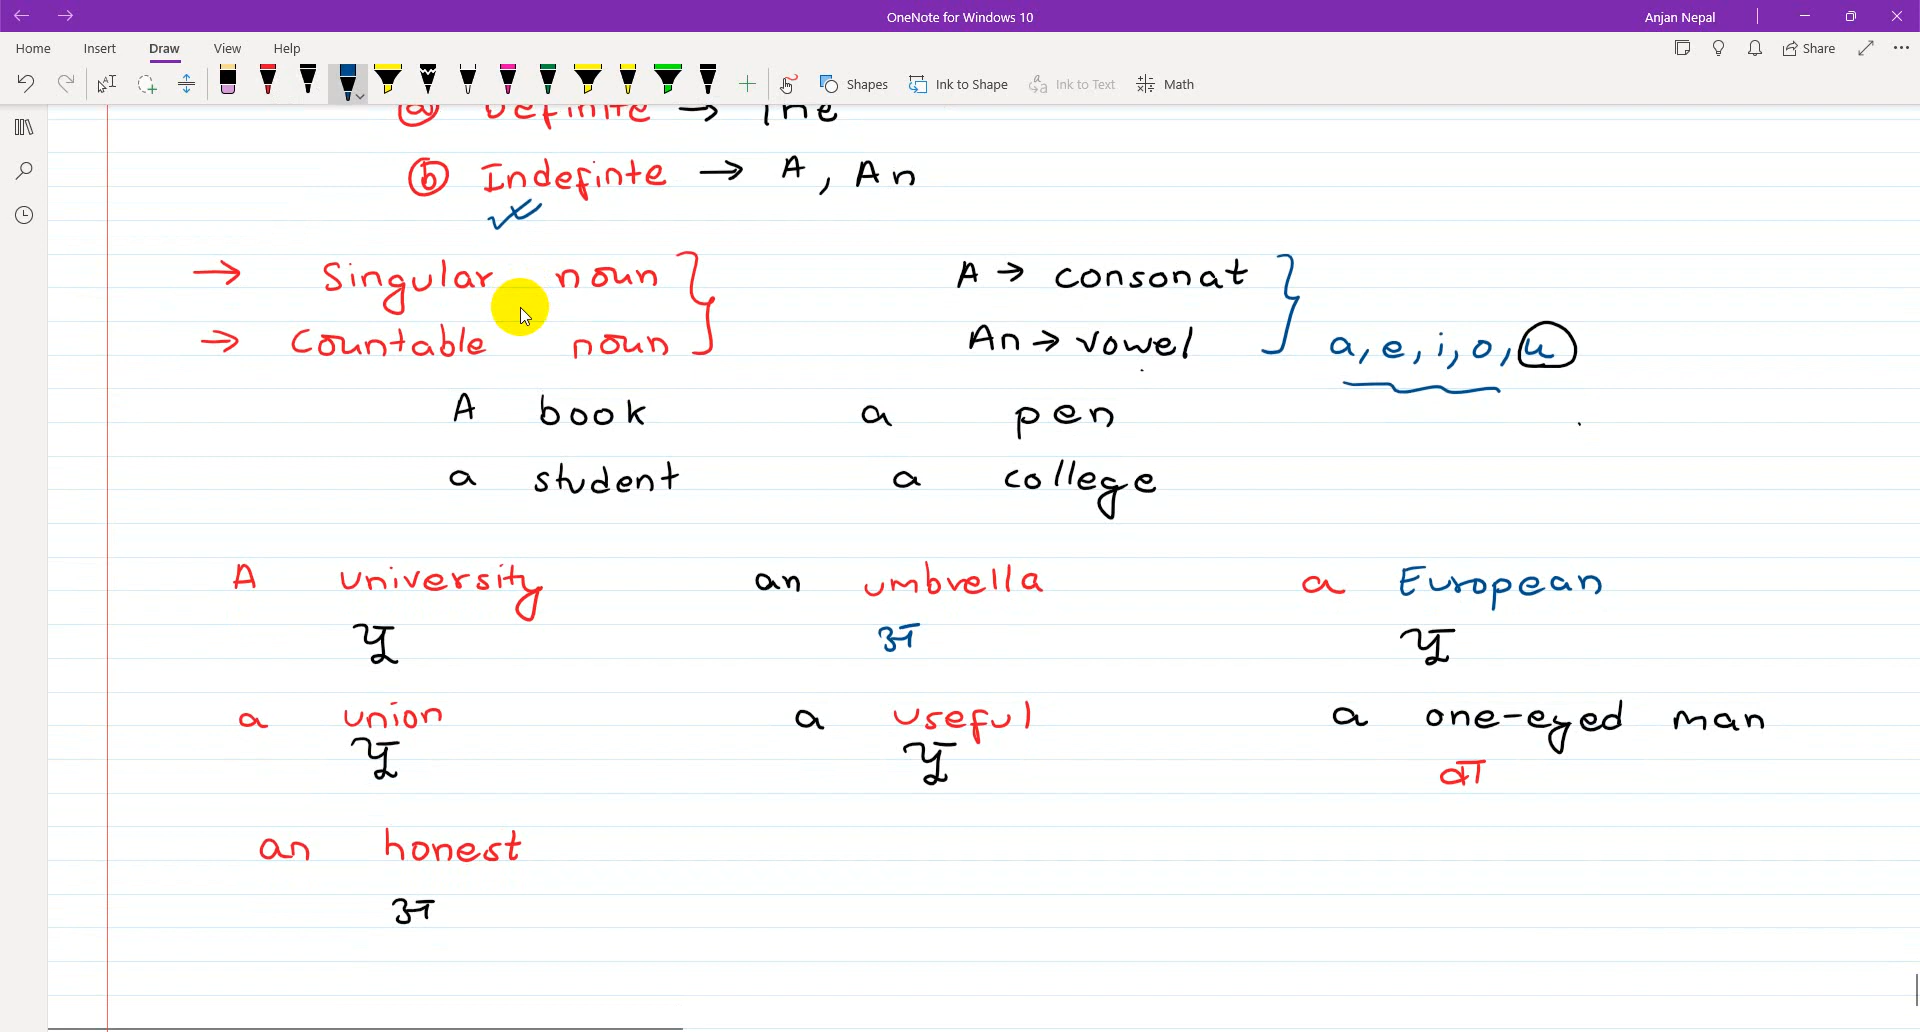 OneNote for Windows 10 Anjan Nepal
Home Insert Draw View Help Share
Shapes Ink to Shape Ink to Text Math
(a) Definite → The
(b) Indefinte → A, An
→ Singular noun A → consonat
→ Countable noun An → vowel a, e, i, o, u
A book a pen
a student a college
A university an umbrella a European
यू अ यू
a union a useful a one-eyed man
यू यू वा
an honest
अ